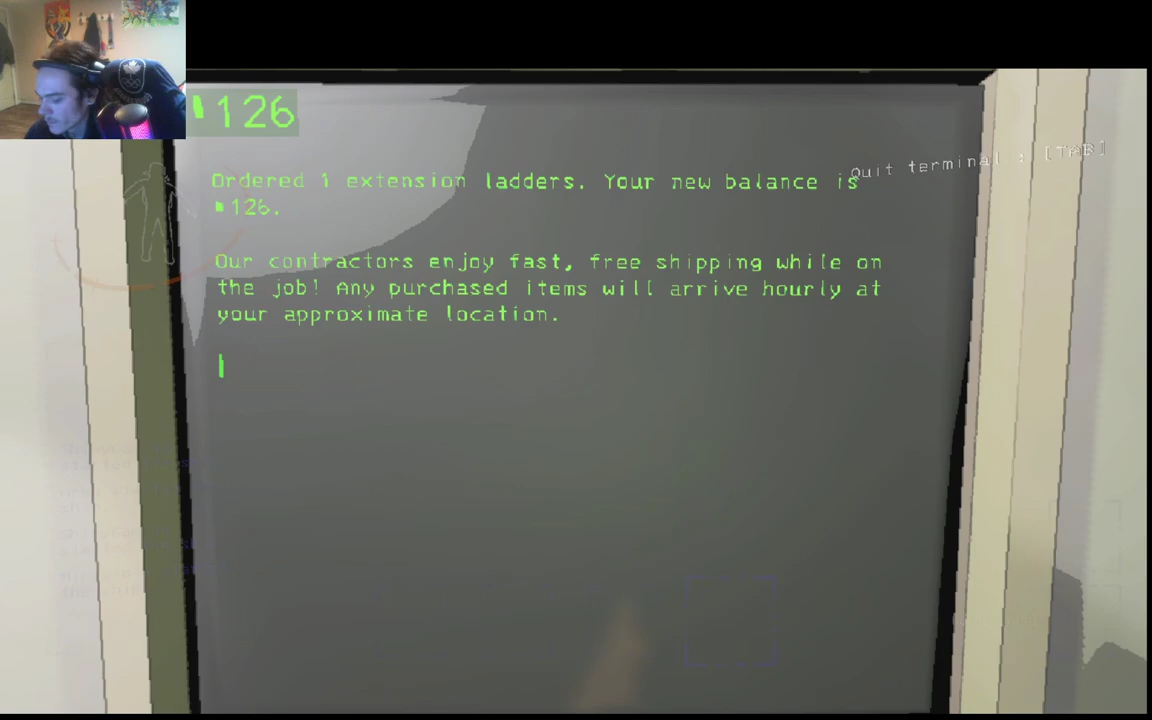 ▮126
Ordered 1 extension ladders. Your new balance is
▮126.
Quit terminal : [TAB]
Our contractors enjoy fast, free shipping while on
the job! Any purchased items will arrive hourly at
your approximate location.